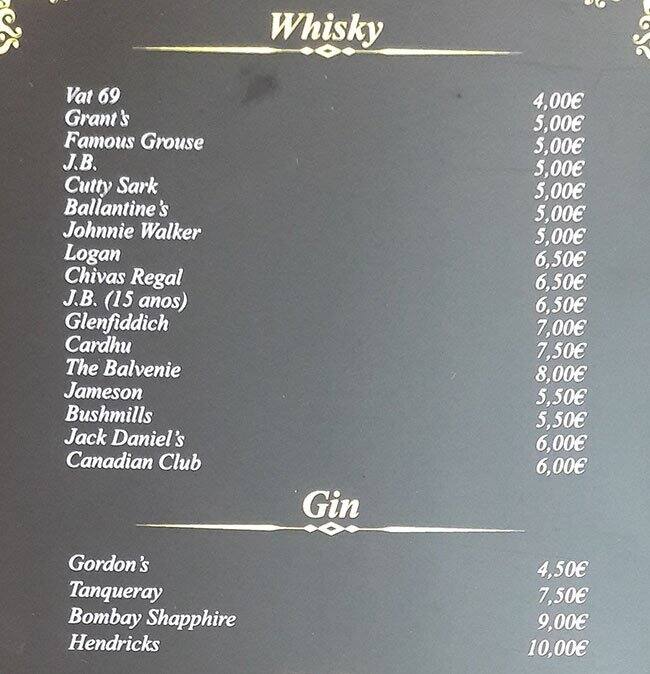 Whisky
Vat 69 4,00€
Grant's 5,00€
Famous Grouse 5,00€
J.B. 5,00€
Cutty Sark 5,00€
Ballantine's 5,00€
Johnnie Walker 5,00€
Logan 6,50€
Chivas Regal 6,50€
J.B. (15 anos) 6,50€
Glenfiddich 7,00€
Cardhu 7,50€
The Balvenie 8,00€
Jameson 5,50€
Bushmills 5,50€
Jack Daniel's 6,00€
Canadian Club 6,00€
Gin
Gordon's 4,50€
Tanqueray 7,50€
Bombay Shapphire 9,00€
Hendricks 10,00€